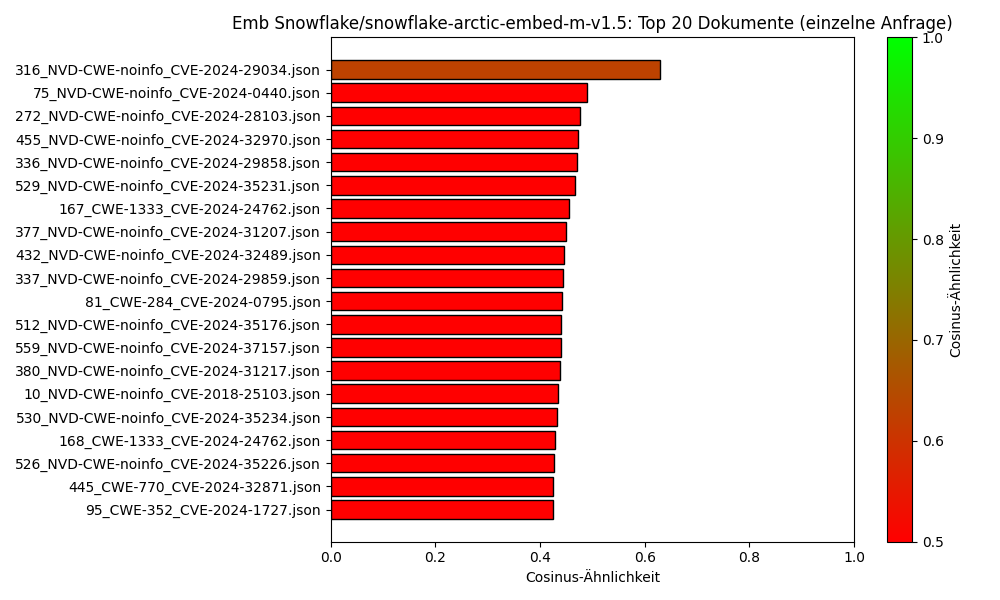 Emb Snowflake/snowflake-arctic-embed-m-v1.5: Top 20 Dokumente (einzelne Anfrage)
316_NVD-CWE-noinfo_CVE-2024-29034.json
75_NVD-CWE-noinfo_CVE-2024-0440.json
272_NVD-CWE-noinfo_CVE-2024-28103.json
455_NVD-CWE-noinfo_CVE-2024-32970.json
336_NVD-CWE-noinfo_CVE-2024-29858.json
529_NVD-CWE-noinfo_CVE-2024-35231.json
167_CWE-1333_CVE-2024-24762.json
377_NVD-CWE-noinfo_CVE-2024-31207.json
432_NVD-CWE-noinfo_CVE-2024-32489.json
337_NVD-CWE-noinfo_CVE-2024-29859.json
81_CWE-284_CVE-2024-0795.json
512_NVD-CWE-noinfo_CVE-2024-35176.json
559_NVD-CWE-noinfo_CVE-2024-37157.json
380_NVD-CWE-noinfo_CVE-2024-31217.json
10_NVD-CWE-noinfo_CVE-2018-25103.json
530_NVD-CWE-noinfo_CVE-2024-35234.json
168_CWE-1333_CVE-2024-24762.json
526_NVD-CWE-noinfo_CVE-2024-35226.json
445_CWE-770_CVE-2024-32871.json
95_CWE-352_CVE-2024-1727.json
0.0 0.2 0.4 0.6 0.8 1.0
Cosinus-Ähnlichkeit
1.0
0.9
0.8
0.7
0.6
0.5
Cosinus-Ähnlichkeit